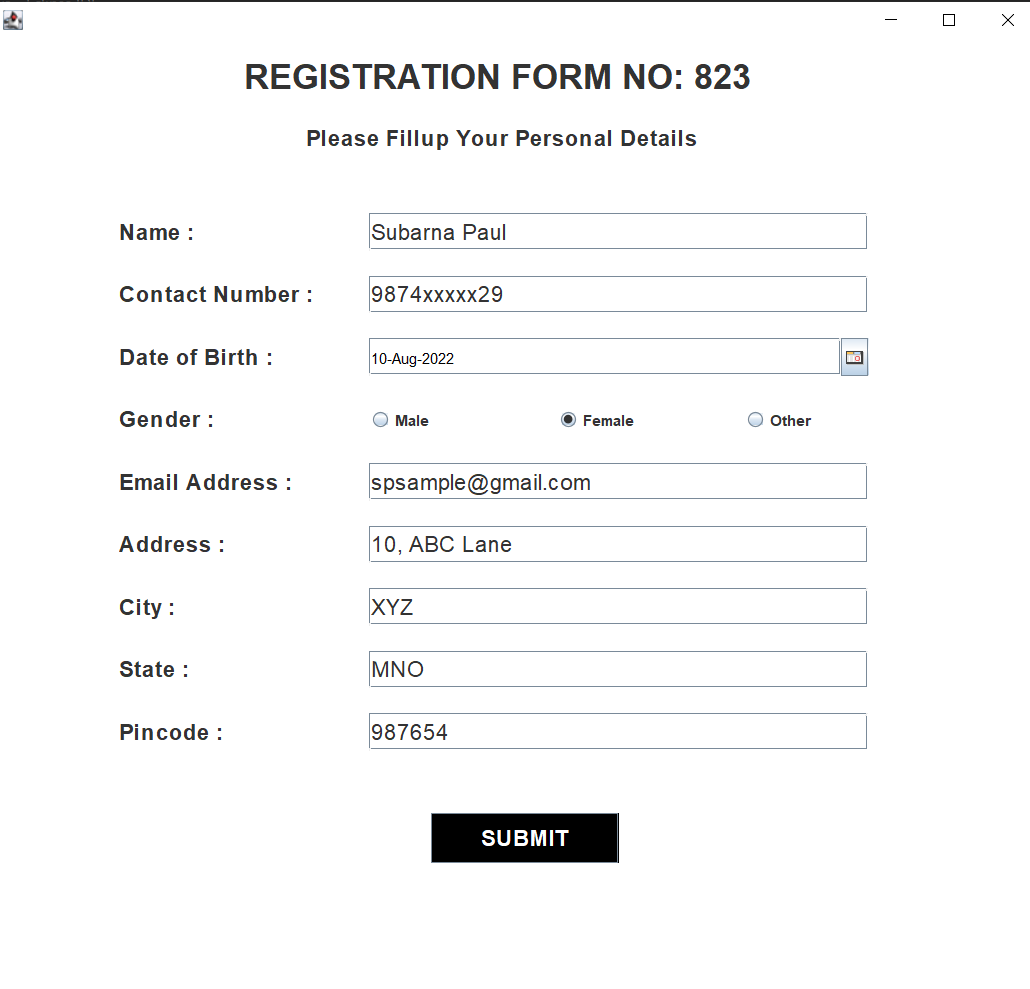 REGISTRATION FORM NO: 823
Please Fillup Your Personal Details
Name : Subarna Paul
Contact Number : 9874xxxxx29
Date of Birth : 10-Aug-2022
Gender : Male Female Other
Email Address : spsample@gmail.com
Address : 10, ABC Lane
City : XYZ
State : MNO
Pincode : 987654
SUBMIT